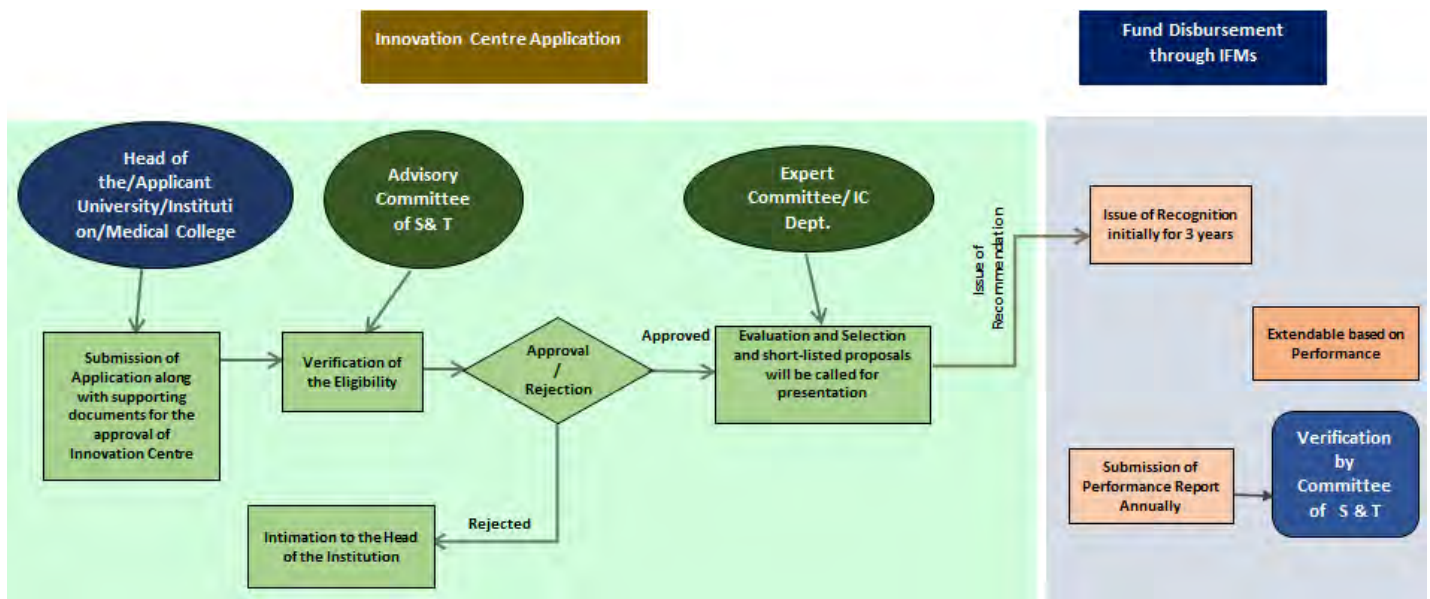 Innovation Centre Application
Fund Disbursement
through IFMs
Head of
the/Applicant
University/Instituti
on/Medical College
Advisory
Committee
of S& T
Expert
Committee/ IC
Dept.
Submission of
Application along
with supporting
documents for the
approval of
Innovation Centre
Verification of
the Eligibility
Approval
/
Rejection
Approved
Evaluation and Selection
and short-listed proposals
will be called for
presentation
Rejected
Intimation to the Head
of the Institution
Issue of
Recommendation
Issue of Recognition
initially for 3 years
Extendable based on
Performance
Submission of
Performance Report
Annually
Verification
by
Committee
of S & T